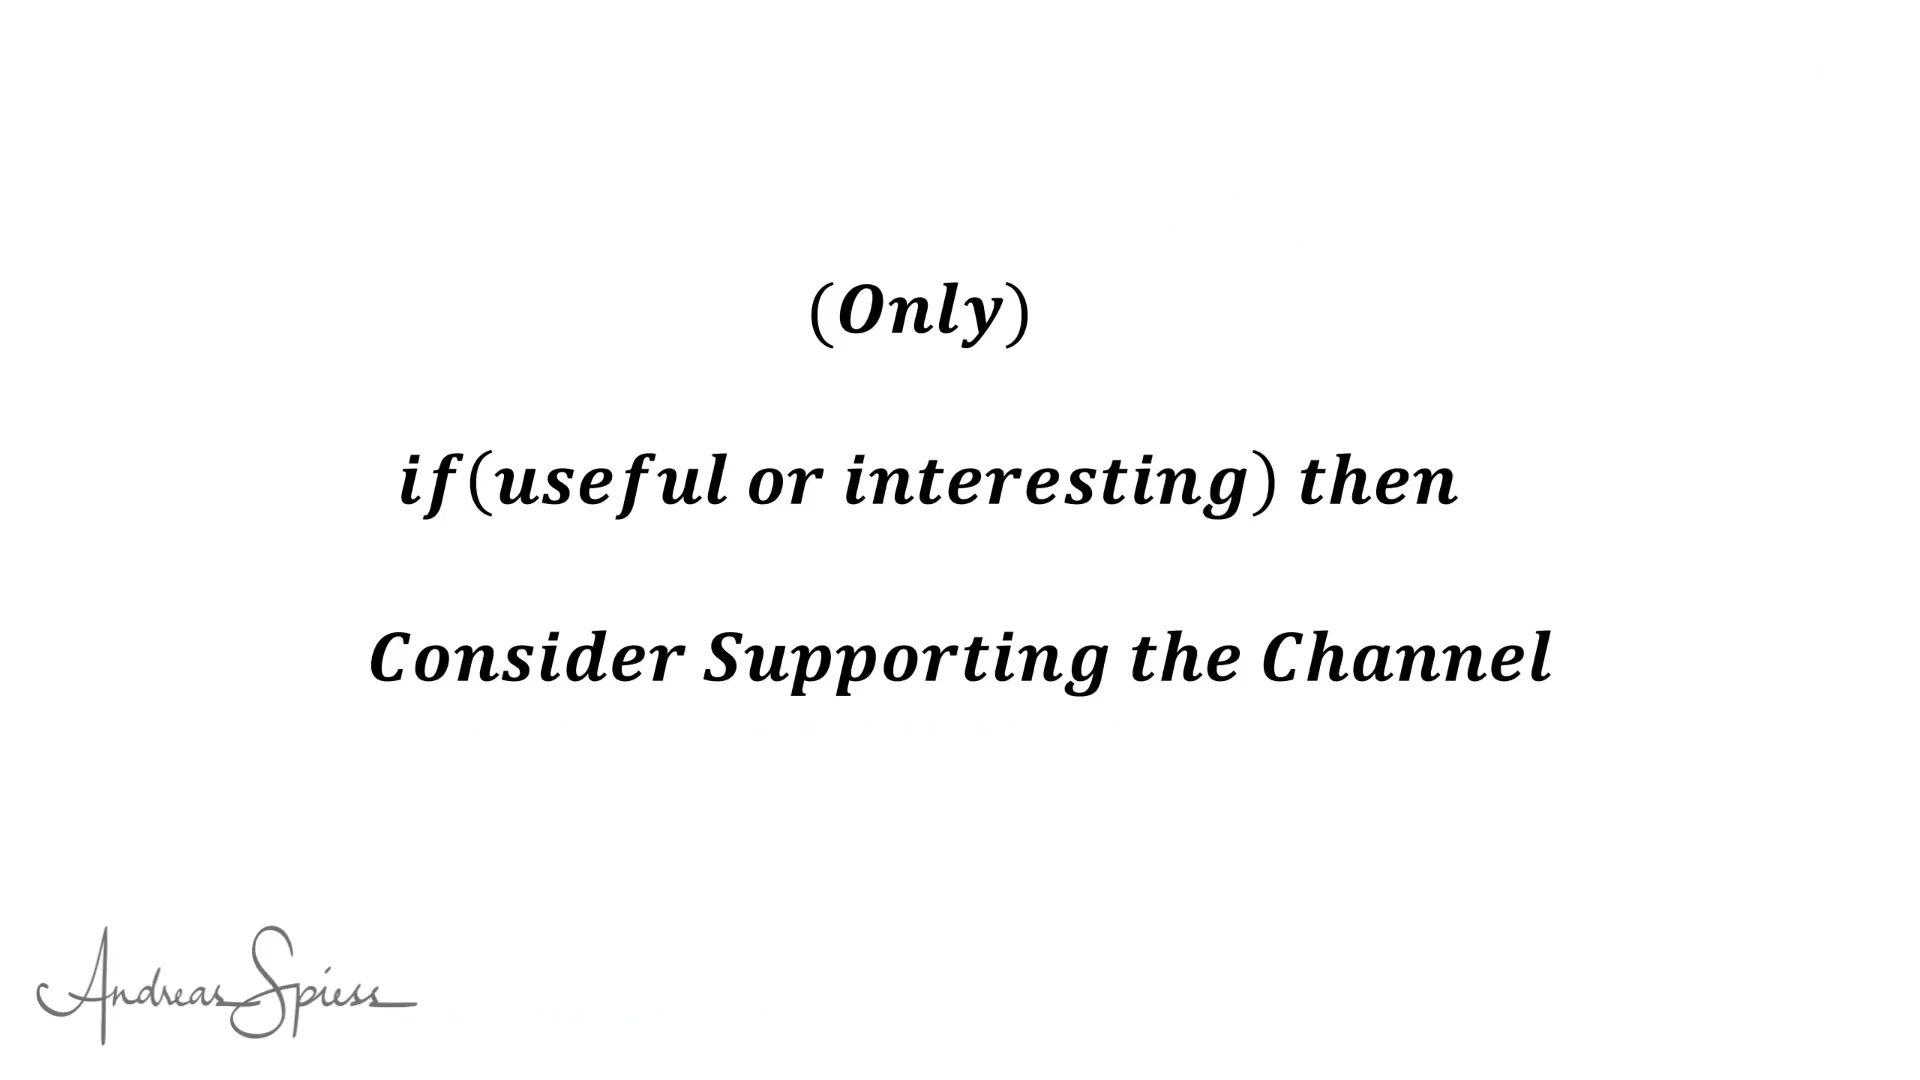 (Only)
if(useful or interesting) then
Consider Supporting the Channel
Andreas Spiess